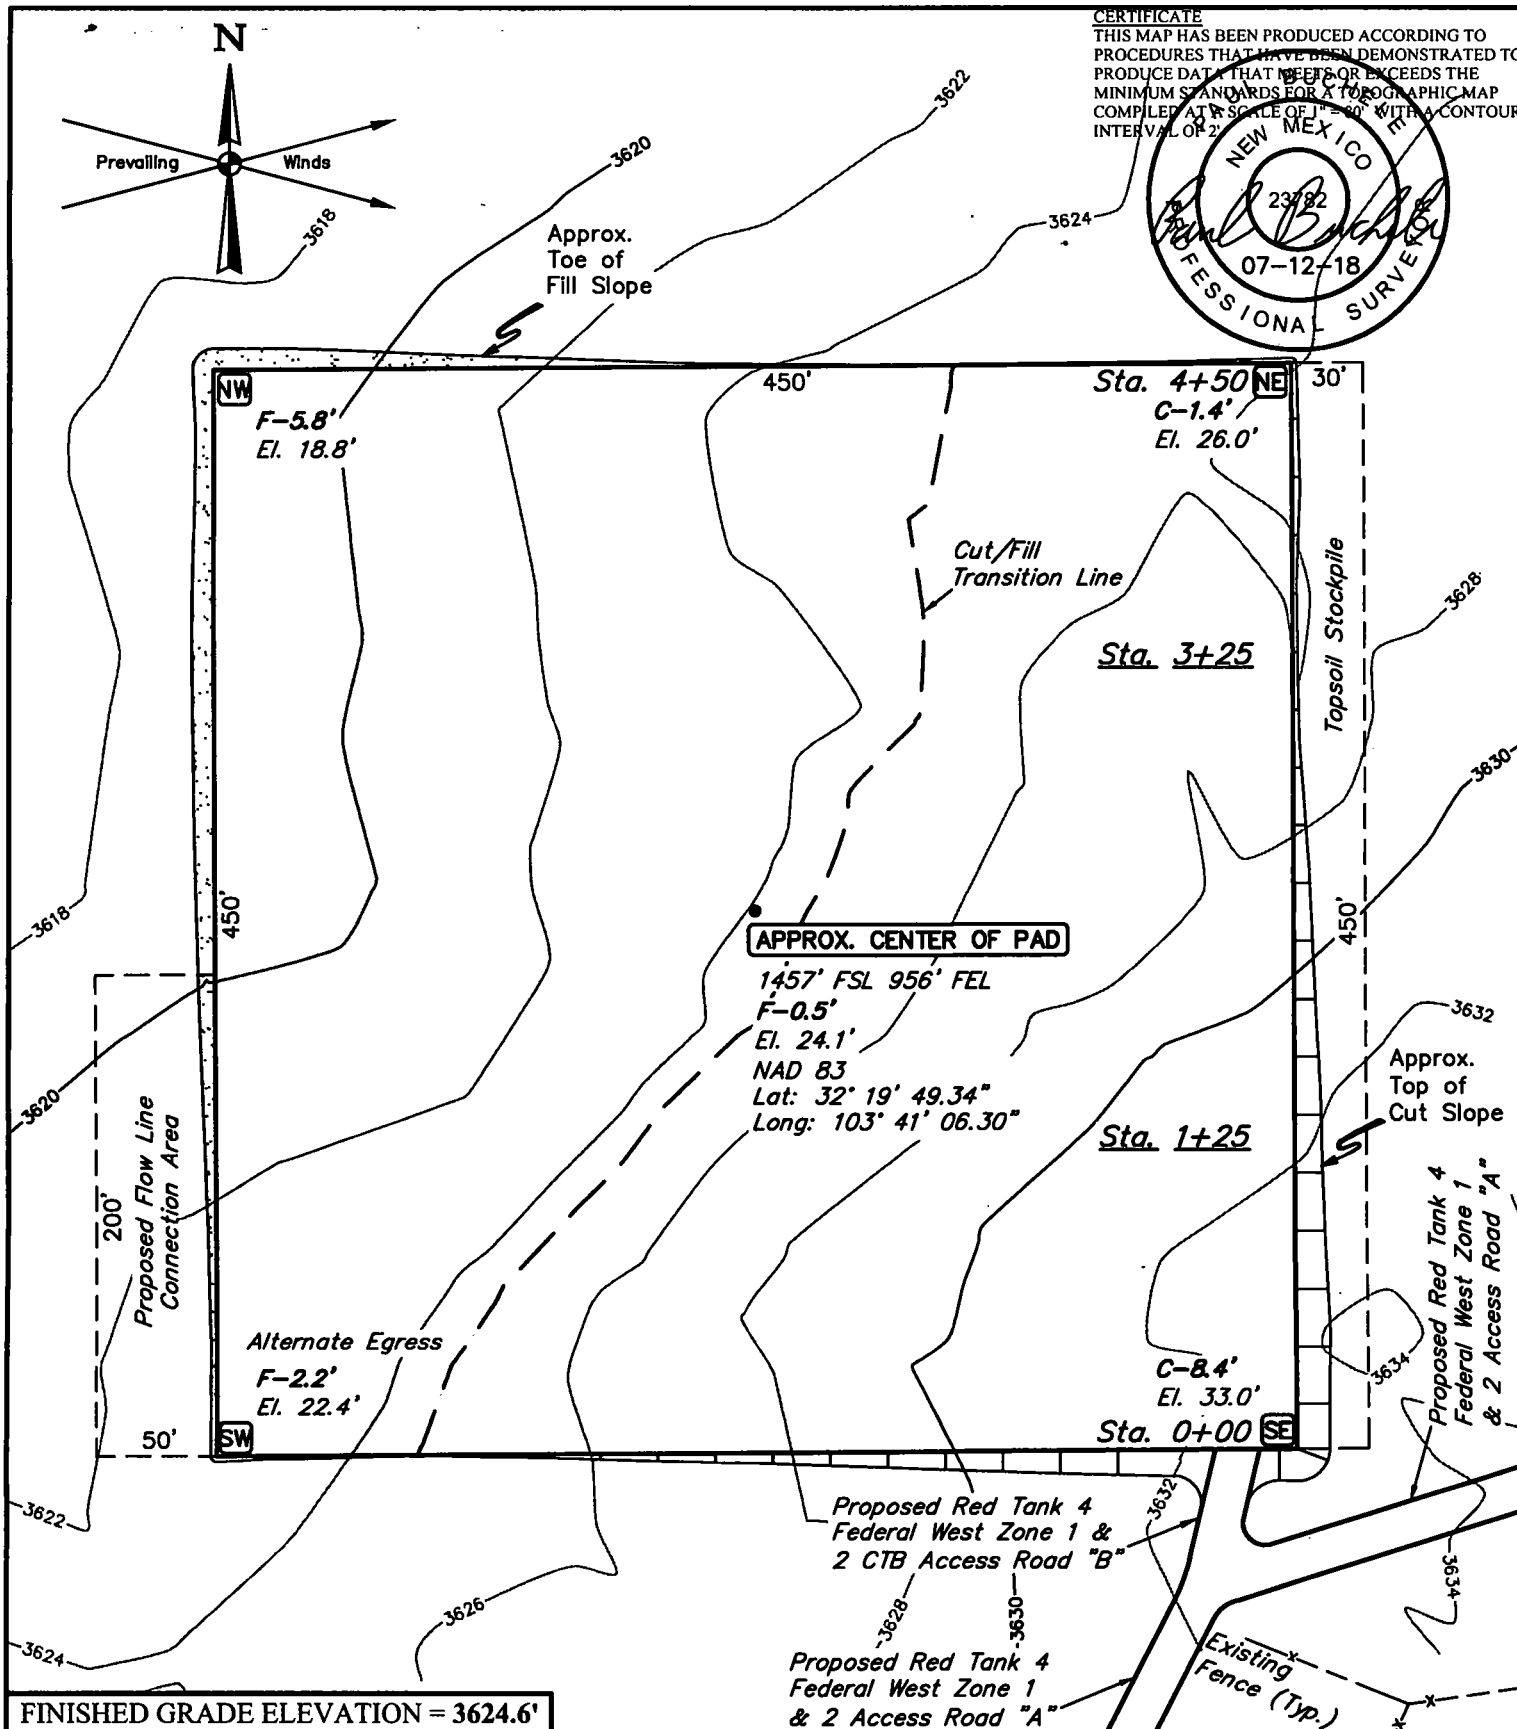 CERTIFICATE
THIS MAP HAS BEEN PRODUCED ACCORDING TO
PROCEDURES THAT HAVE BEEN DEMONSTRATED TO
PRODUCE DATA THAT MEETS OR EXCEEDS THE
MINIMUM STANDARDS FOR A TOPOGRAPHIC MAP
COMPILED AT A SCALE OF 1" = 60' WITH A CONTOUR
INTERVAL OF 2'
PAUL BUCHELE
NEW MEXICO
23782
Paul Buchele
07-12-18
PROFESSIONAL SURVEYOR
N
Prevailing Winds
3618
3620
3622
3624
Approx.
Toe of
Fill Slope
NW
F-5.8'
El. 18.8'
450'
Sta. 4+50 NE
C-1.4'
El. 26.0'
30'
Cut/Fill
Transition Line
Topsoil Stockpile
3628
Sta. 3+25
3630
450'
3618
450'
APPROX. CENTER OF PAD
1457' FSL 956' FEL
F-0.5'
El. 24.1'
NAD 83
Lat: 32° 19' 49.34"
Long: 103° 41' 06.30"
3632
Approx.
Top of
Cut Slope
3620
Proposed Flow Line
Connection Area
200'
Sta. 1+25
Proposed Red Tank 4
Federal West Zone 1
& 2 Access Road "A"
Alternate Egress
F-2.2'
El. 22.4'
SW
50'
C-8.4'
El. 33.0'
Sta. 0+00 SE
3634
3622
Proposed Red Tank 4
Federal West Zone 1 &
2 CTB Access Road "B"
3632
3634
3626
3628
3630
3624
Proposed Red Tank 4
Federal West Zone 1
& 2 Access Road "A"
Existing
Fence (Typ.)
FINISHED GRADE ELEVATION = 3624.6'